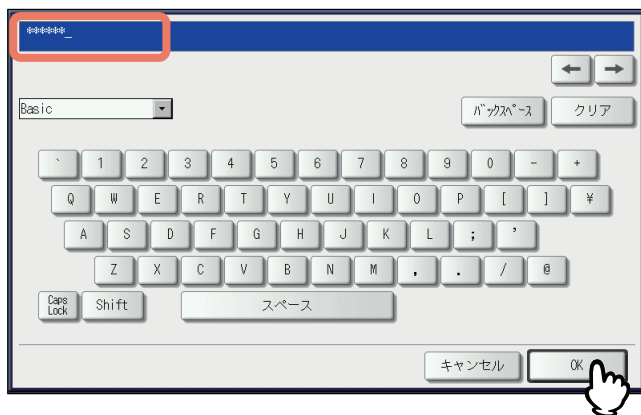 ******_
← →
Basic バックスペース クリア
` 1 2 3 4 5 6 7 8 9 0 - +
Q W E R T Y U I O P [ ] ¥
A S D F G H J K L ; '
Z X C V B N M , . / @
Caps Lock Shift スペース
キャンセル OK